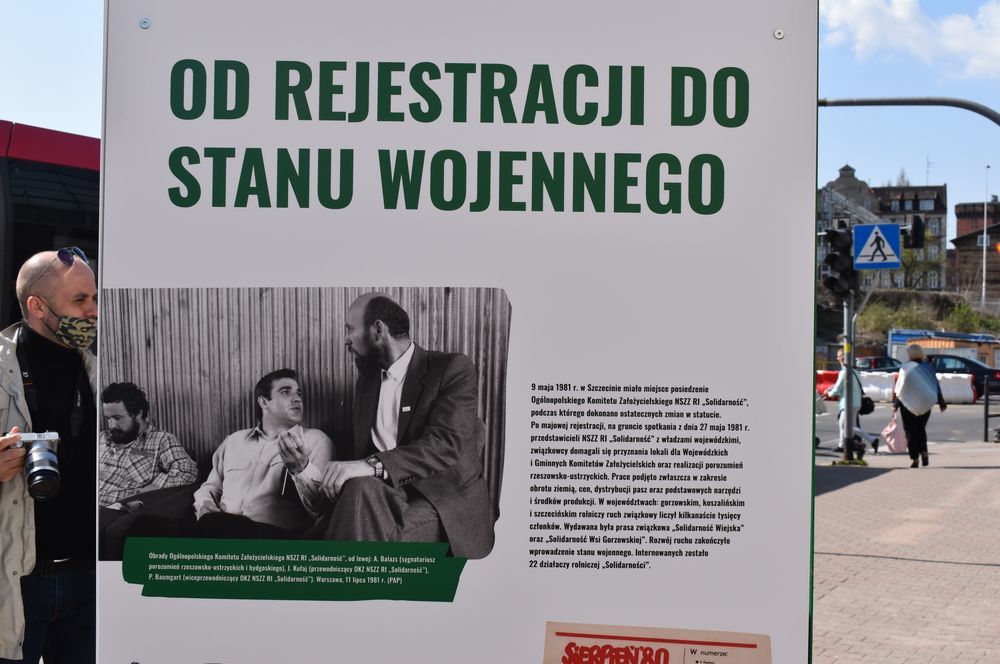 OD REJESTRACJI DO
STANU WOJENNEGO
9 maja 1981 r. w Szczecinie miało miejsce posiedzenie
Ogólnopolskiego Komitetu Założycielskiego NSZZ RI „Solidarność”,
podczas którego dokonano ostatecznych zmian w statucie.
Po majowej rejestracji, na gruncie spotkania z dnia 27 maja 1981 r.
przedstawicieli NSZZ RI „Solidarność” z władzami wojewódzkimi,
związkowcy domagali się przyznania lokali dla Wojewódzkich
i Gminnych Komitetów Założycielskich oraz realizacji porozumień
rzeszowsko-ustrzyckich. Prace podjęto zwłaszcza w zakresie
obrotu ziemią, cen, dystrybucji pasz oraz podstawowych narzędzi
i środków produkcji. W województwach: gorzowskim, koszalińskim
i szczecińskim rolniczy ruch związkowy liczył kilkanaście tysięcy
członków. Wydawana była prasa związkowa „Solidarność Wiejska”
oraz „Solidarność Wsi Gorzowskiej”. Rozwój ruchu zakończyło
wprowadzenie stanu wojennego. Internowanych zostało
22 działaczy rolniczej „Solidarności”.
Obrady Ogólnopolskiego Komitetu Założycielskiego NSZZ RI „Solidarność”, od lewej: A. Balazs (sygnatariusz
porozumień rzeszowsko-ustrzyckich i bydgoskiego), J. Kułaj (przewodniczący OKZ NSZZ RI „Solidarność”),
P. Baumgart (wiceprzewodniczący OKZ NSZZ RI „Solidarność”). Warszawa, 11 lipca 1981 r. (PAP)
SIERPIEŃ'80
W numerze: